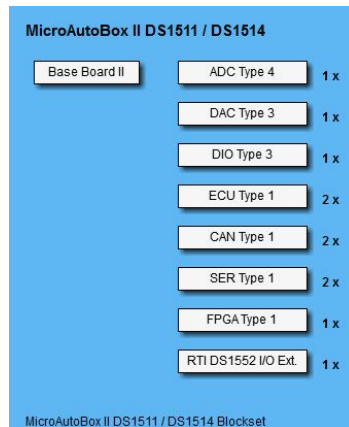 MicroAutoBox II DS1511 / DS1514
Base Board II
ADC Type 4 1 x
DAC Type 3 1 x
DIO Type 3 1 x
ECU Type 1 2 x
CAN Type 1 2 x
SER Type 1 2 x
FPGA Type 1 1 x
RTI DS1552 I/O Ext. 1 x
MicroAutoBox II DS1511 / DS1514 Blockset